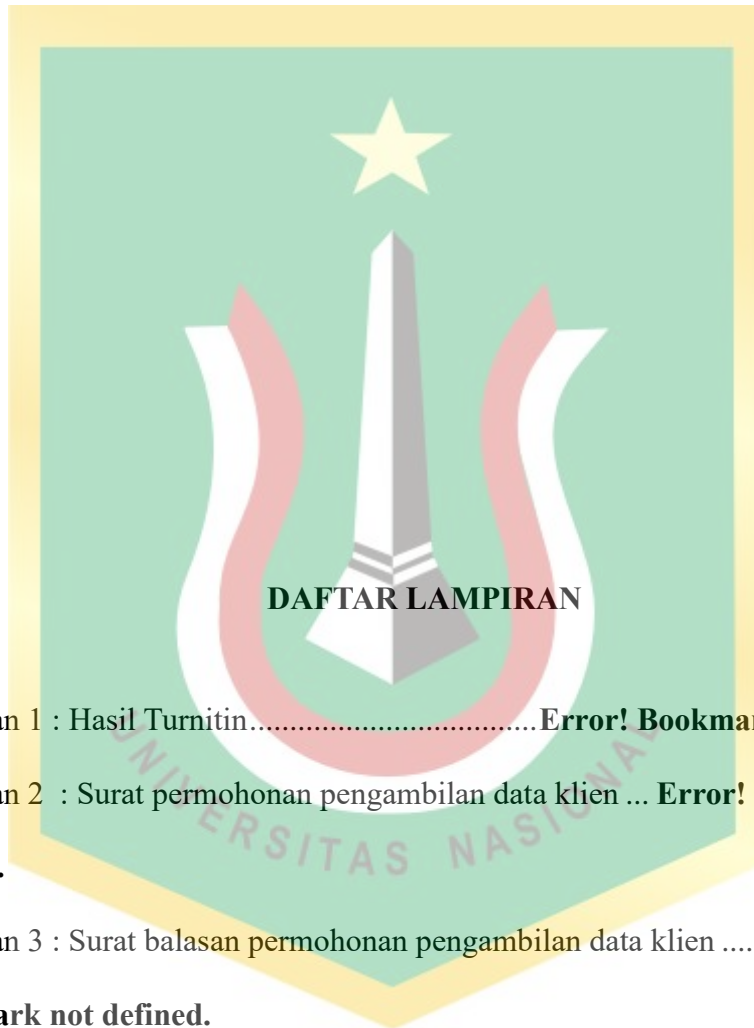 DAFTAR LAMPIRAN
an 1 : Hasil Turnitin...................................Error! Bookmar
an 2 : Surat permohonan pengambilan data klien ... Error!
.
an 3 : Surat balasan permohonan pengambilan data klien ....
ark not defined.
UNIVERSITAS NASIONAL